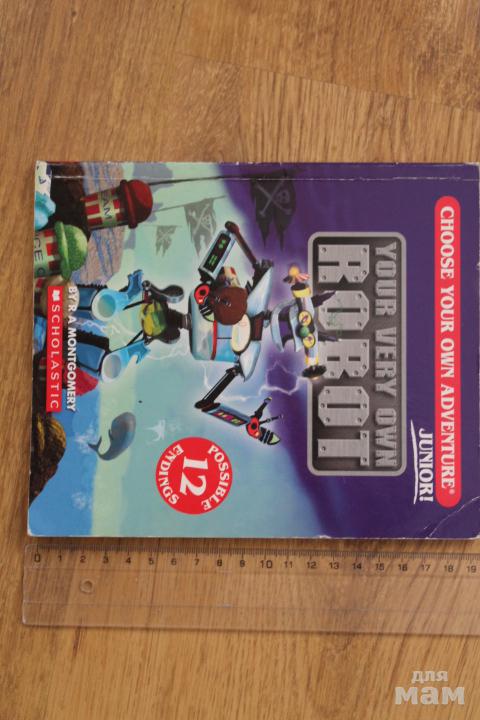 CHOOSE YOUR OWN ADVENTURE®
JUNIOR!
YOUR VERY OWN
ROBOT
12
POSSIBLE
ENDINGS
BY R.A. MONTGOMERY
SCHOLASTIC
0 1 2 3 4 5 6 7 8 9 10 11 12 13 14 15 16 17 18 19
для
мам